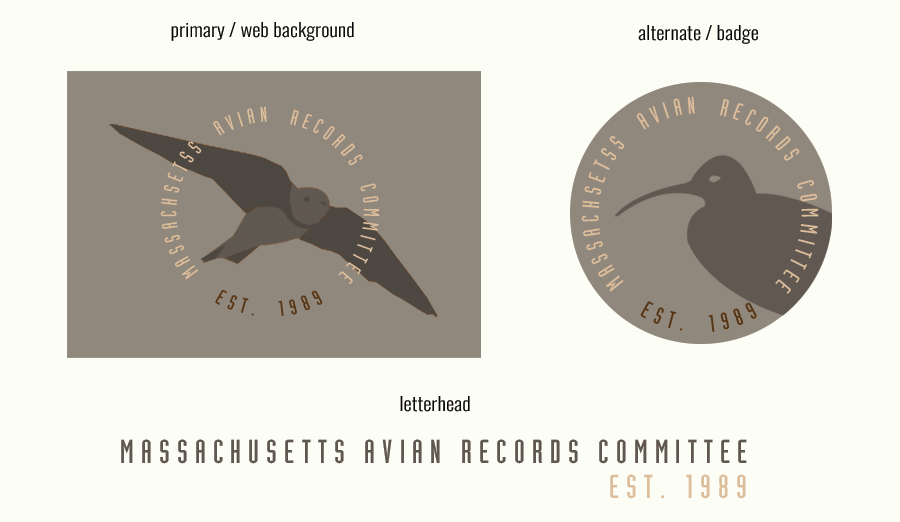 primary / web background
alternate / badge
MASSACHSETSS AVIAN RECORDS COMMITTEE
EST. 1989
MASSACHSETSS AVIAN RECORDS COMMITTEE
EST. 1989
letterhead
MASSACHUSETTS AVIAN RECORDS COMMITTEE
EST. 1989